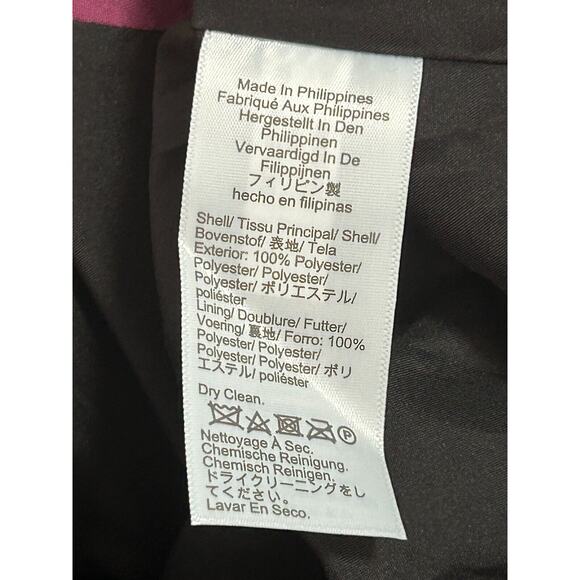 Made In Philippines
Fabriqué Aux Philippines
Hergestellt In Den
Philippinen
Vervaardigd In De
Filippijnen
フィリピン製
hecho en filipinas
Shell/ Tissu Principal/ Shell/
Bovenstof/ 表地/ Tela
Exterior: 100% Polyester/
Polyester/ Polyester/
Polyester/ ポリエステル/
poliéster
Lining/ Doublure/ Futter/
Voering/ 裏地/ Forro: 100%
Polyester/ Polyester/
Polyester/ Polyester/ ポリ
エステル/ poliéster
Dry Clean.
P
Nettoyage A Sec.
Chemische Reinigung.
Chemisch Reinigen.
ドライクリーニングをし
てください。
Lavar En Seco.